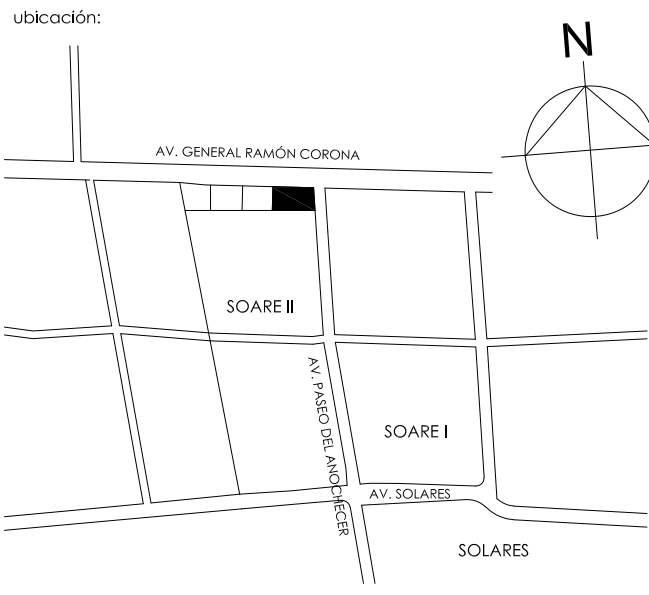 ubicación:
N
AV. GENERAL RAMÓN CORONA
SOARE II
AV. PASEO DEL ANOCHECER
SOARE I
AV. SOLARES
SOLARES